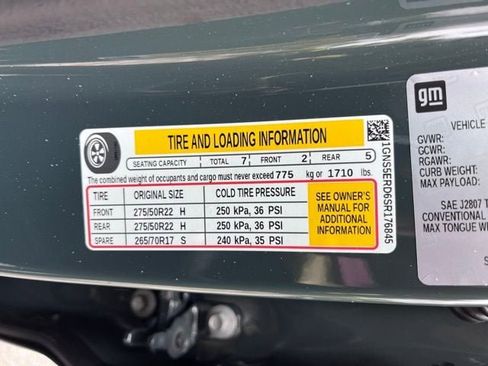 TIRE AND LOADING INFORMATION
SEATING CAPACITY TOTAL 7 FRONT 2 REAR 5
The combined weight of occupants and cargo must never exceed 775 kg or 1710 lbs.
TIRE ORIGINAL SIZE COLD TIRE PRESSURE
FRONT 275/50R22 H 250 kPa, 36 PSI
REAR 275/50R22 H 250 kPa, 36 PSI
SPARE 265/70R17 S 240 kPa, 35 PSI
SEE OWNER'S
MANUAL FOR
ADDITIONAL
INFORMATION
1GNS5ERD6SR176845
gm
VEHICLE
GVWR:
GCWR:
RGAWR:
CURB WEIGHT:
MAX PAYLOAD:
SAE J2807 T
CONVENTIONAL
MAX TONGUE W
S